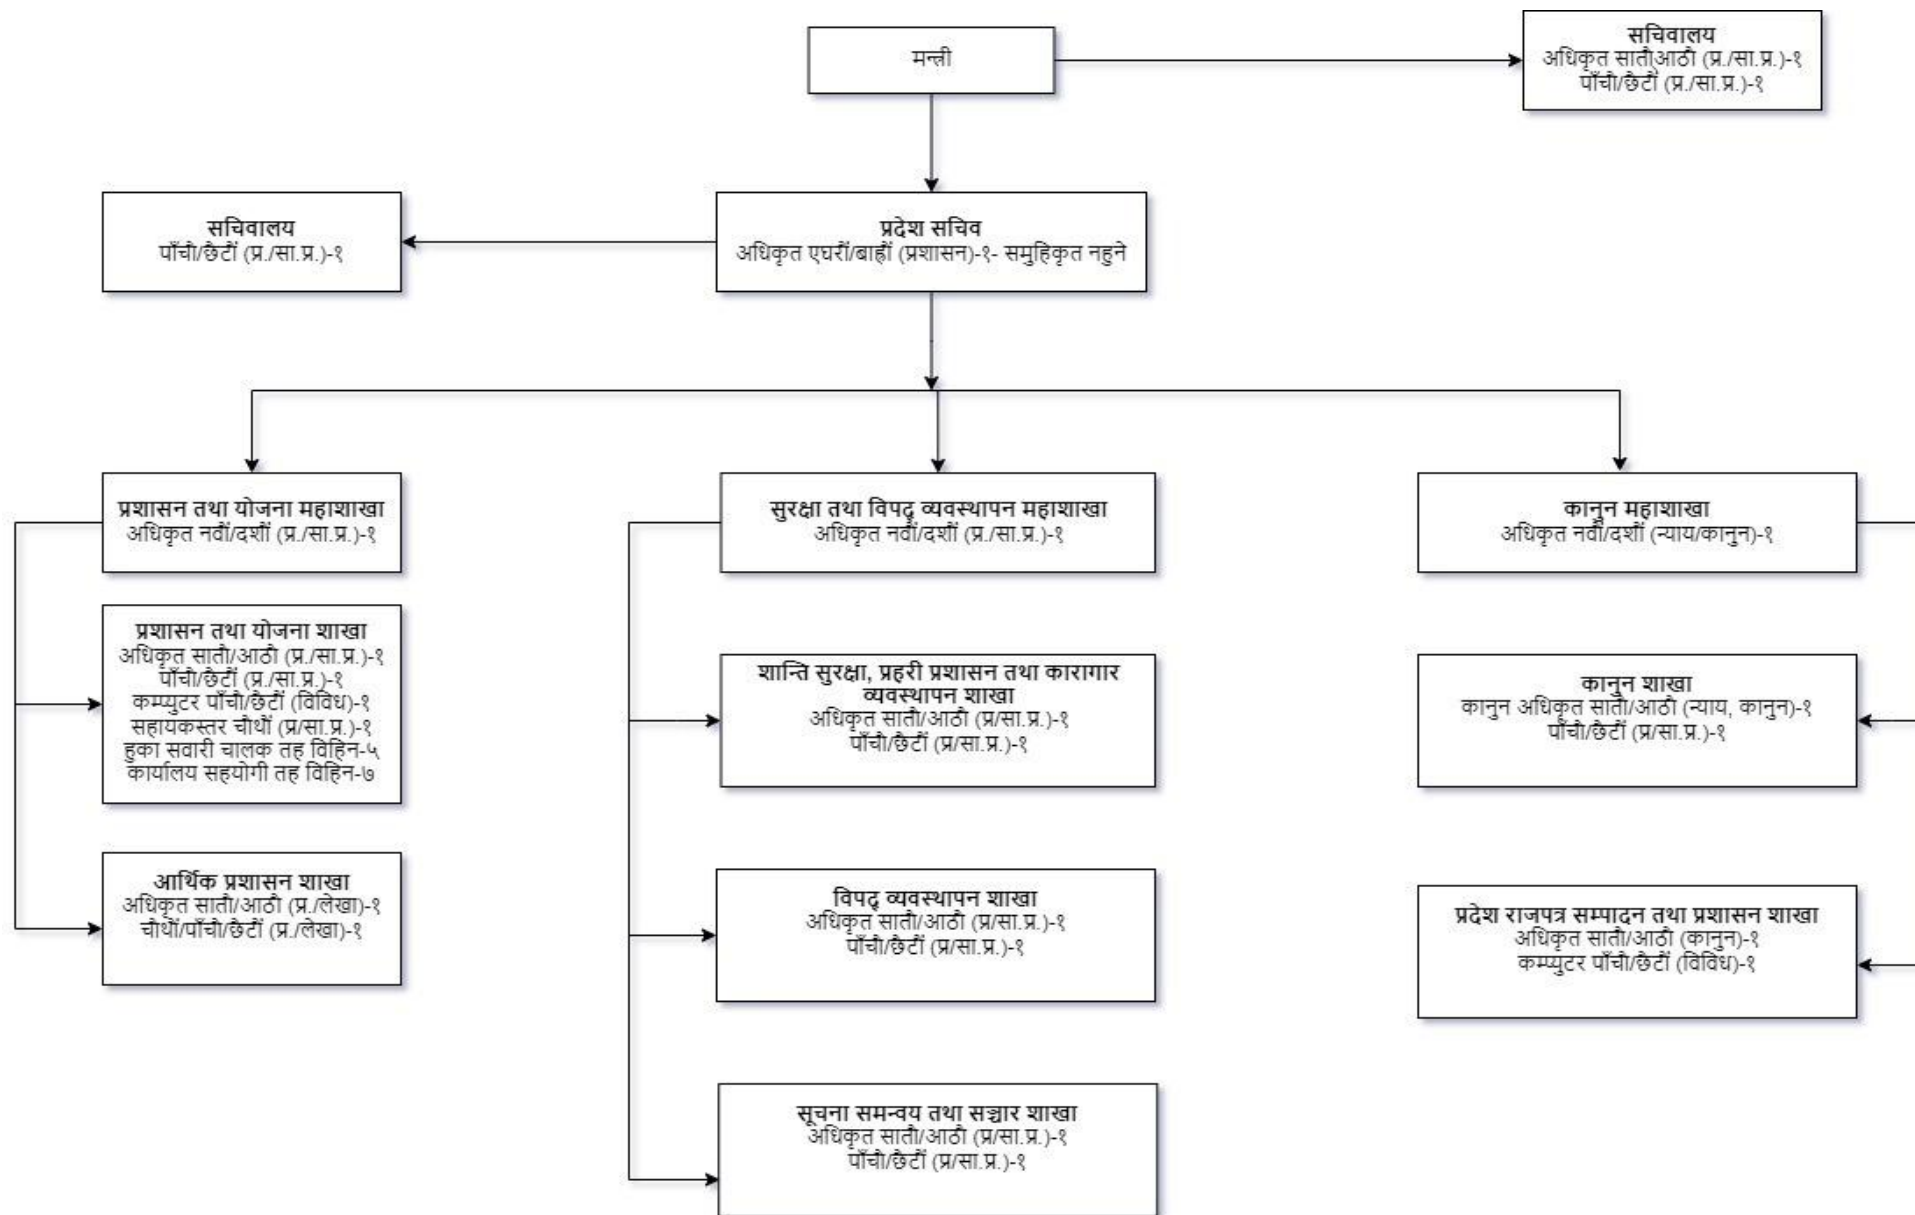 मन्त्री
सचिवालय
अधिकृत सातौं/आठौं (प्र./सा.प्र.)-१
पाँचौं/छैटौं (प्र./सा.प्र.)-१
सचिवालय
पाँचौं/छैटौं (प्र./सा.प्र.)-१
प्रदेश सचिव
अधिकृत एघारौं/बाह्रौं (प्रशासन)-१- समुहिकृत नहुने
प्रशासन तथा योजना महाशाखा
अधिकृत नवौं/दशौं (प्र./सा.प्र.)-१
प्रशासन तथा योजना शाखा
अधिकृत सातौं/आठौं (प्र./सा.प्र.)-१
पाँचौं/छैटौं (प्र./सा.प्र.)-१
कम्प्युटर पाँचौं/छैटौं (विविध)-१
सहायकस्तर चौथौं (प्र/सा.प्र.)-१
हुका सवारी चालक तह विहिन-५
कार्यालय सहयोगी तह विहिन-७
आर्थिक प्रशासन शाखा
अधिकृत सातौं/आठौं (प्र./लेखा)-१
चौथौं/पाँचौं/छैटौं (प्र./लेखा)-१
सुरक्षा तथा विपद् व्यवस्थापन महाशाखा
अधिकृत नवौं/दशौं (प्र./सा.प्र.)-१
शान्ति सुरक्षा, प्रहरी प्रशासन तथा कारागार
व्यवस्थापन शाखा
अधिकृत सातौं/आठौं (प्र/सा.प्र.)-१
पाँचौं/छैटौं (प्र/सा.प्र.)-१
विपद् व्यवस्थापन शाखा
अधिकृत सातौं/आठौं (प्र/सा.प्र.)-१
पाँचौं/छैटौं (प्र/सा.प्र.)-१
सूचना समन्वय तथा सञ्चार शाखा
अधिकृत सातौं/आठौं (प्र/सा.प्र.)-१
पाँचौं/छैटौं (प्र/सा.प्र.)-१
कानुन महाशाखा
अधिकृत नवौं/दशौं (न्याय/कानुन)-१
कानुन शाखा
कानुन अधिकृत सातौं/आठौं (न्याय, कानुन)-१
पाँचौं/छैटौं (प्र/सा.प्र.)-१
प्रदेश राजपत्र सम्पादन तथा प्रशासन शाखा
अधिकृत सातौं/आठौं (कानुन)-१
कम्प्युटर पाँचौं/छैटौं (विविध)-१